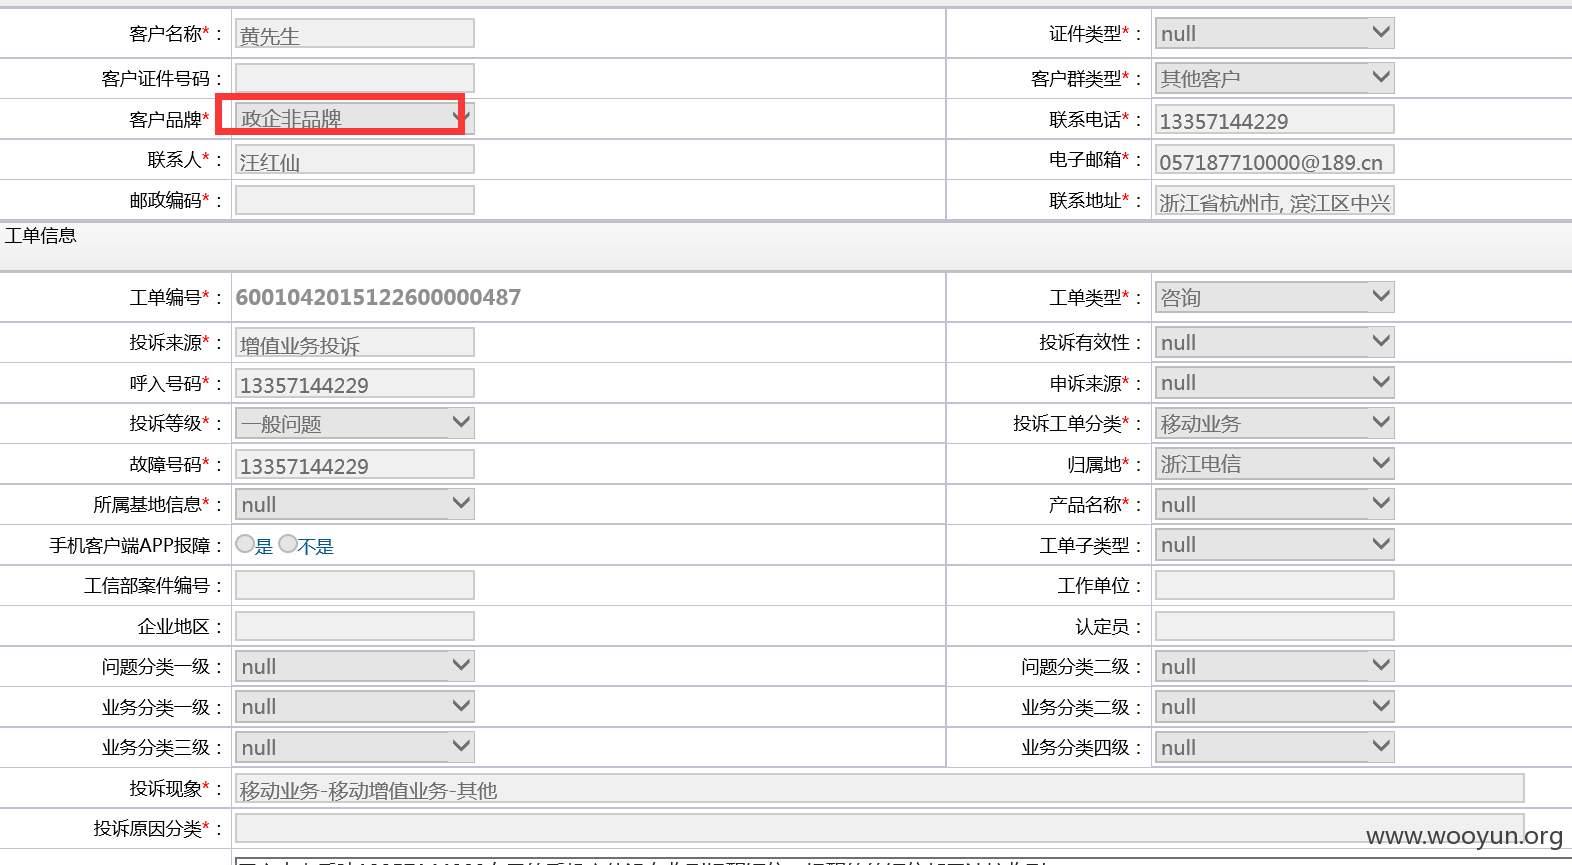 客户名称*： 黄先生 证件类型*： null
客户证件号码： 客户群类型*： 其他客户
客户品牌* 政企非品牌 联系电话*： 13357144229
联系人*： 汪红仙 电子邮箱*： 057187710000@189.cn
邮政编码*： 联系地址*： 浙江省杭州市, 滨江区中兴
工单信息
工单编号*： 6001042015122600000487 工单类型*： 咨询
投诉来源*： 增值业务投诉 投诉有效性： null
呼入号码*： 13357144229 申诉来源*： null
投诉等级*： 一般问题 投诉工单分类*： 移动业务
故障号码*： 13357144229 归属地*： 浙江电信
所属基地信息*： null 产品名称*： null
手机客户端APP报障： 是 不是 工单子类型： null
工信部案件编号： 工作单位：
企业地区： 认定员：
问题分类一级： null 问题分类二级： null
业务分类一级： null 业务分类二级： null
业务分类三级： null 业务分类四级： null
投诉现象*： 移动业务-移动增值业务-其他
投诉原因分类*：
www.wooyun.org